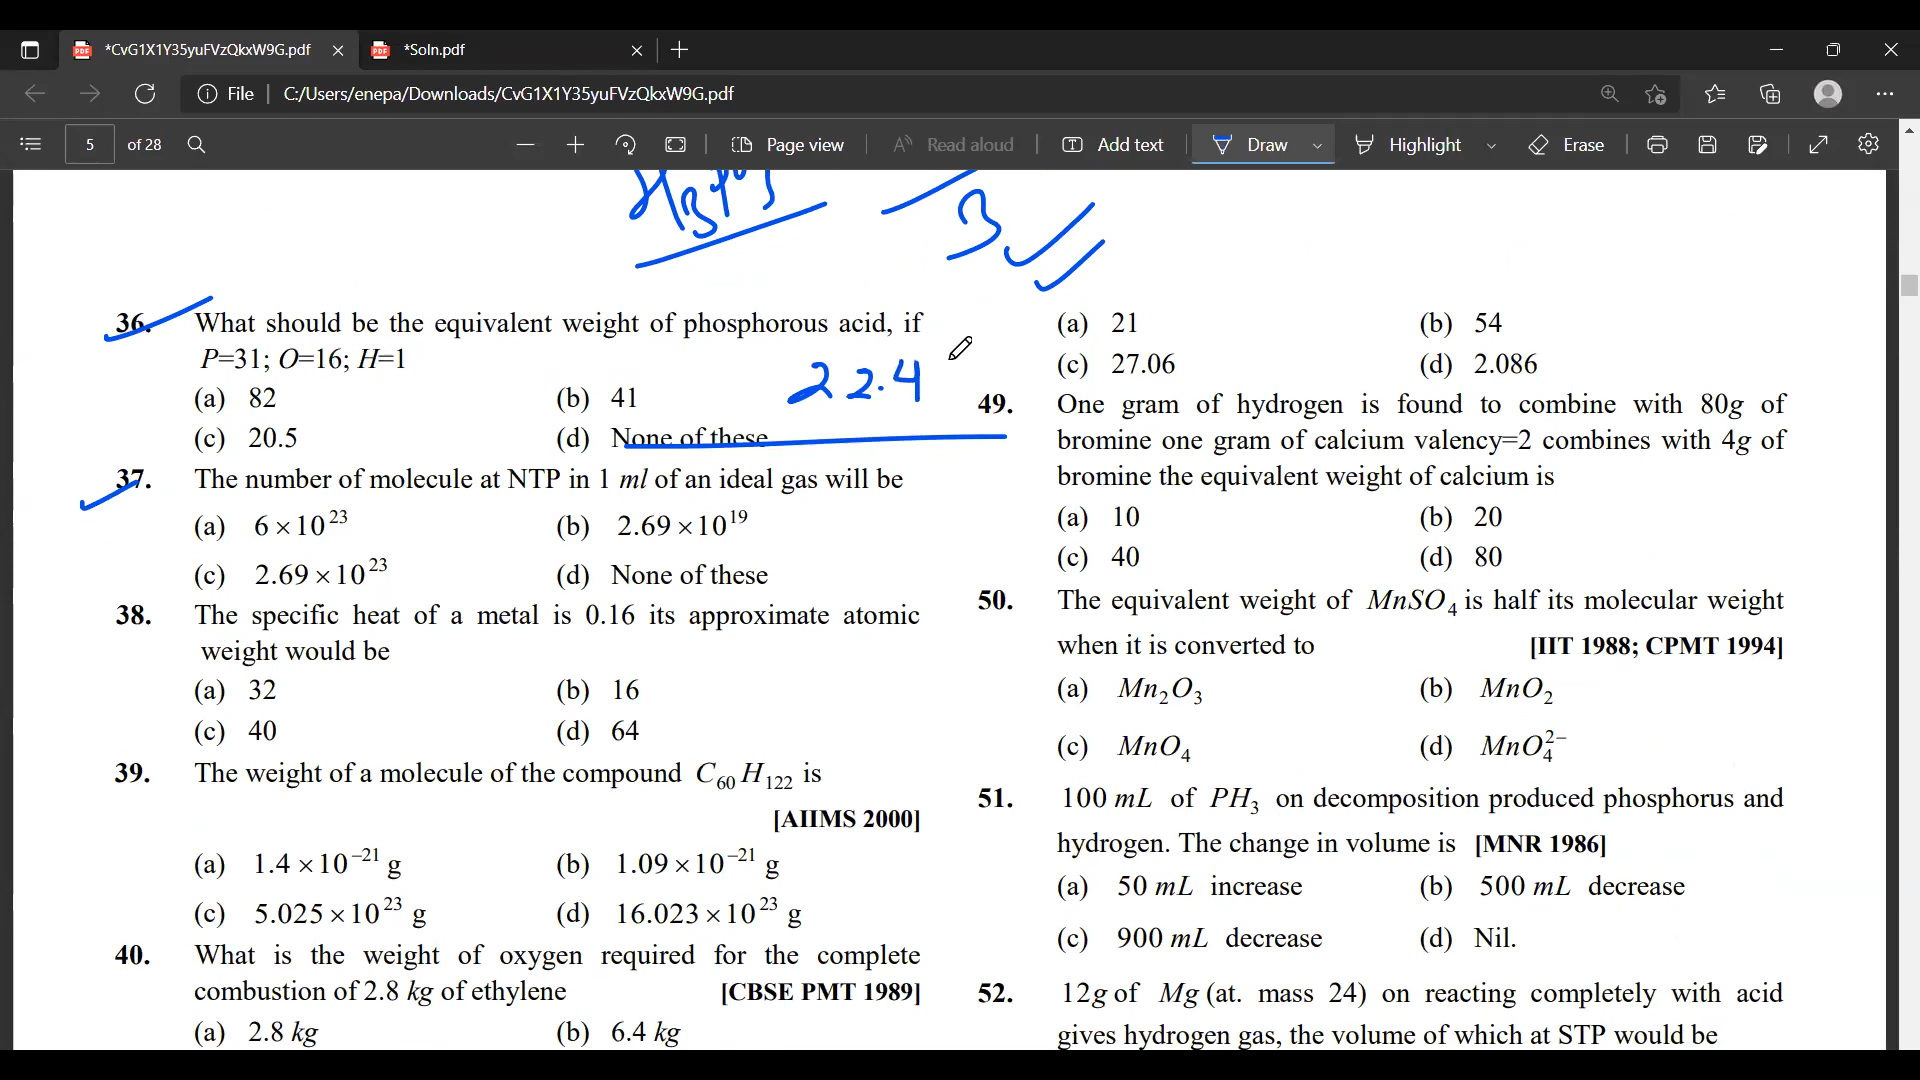 *CvG1X1Y35yuFVzQkxW9G.pdf
*Soln.pdf
File
C:/Users/enepa/Downloads/CvG1X1Y35yuFVzQkxW9G.pdf
5 of 28
Page view
Read aloud
Add text
Draw
Highlight
Erase
3
36. What should be the equivalent weight of phosphorous acid, if
P=31; O=16; H=1
(a) 82 (b) 41
22.4
(c) 20.5 (d) None of these
37. The number of molecule at NTP in 1 ml of an ideal gas will be
(a) 6 × 10²³ (b) 2.69 × 10¹⁹
(c) 2.69 × 10²³ (d) None of these
38. The specific heat of a metal is 0.16 its approximate atomic
weight would be
(a) 32 (b) 16
(c) 40 (d) 64
39. The weight of a molecule of the compound C₆₀H₁₂₂ is
[AIIMS 2000]
(a) 1.4 × 10⁻²¹ g (b) 1.09 × 10⁻²¹ g
(c) 5.025 × 10²³ g (d) 16.023 × 10²³ g
40. What is the weight of oxygen required for the complete
combustion of 2.8 kg of ethylene [CBSE PMT 1989]
(a) 2.8 kg (b) 6.4 kg
(a) 21 (b) 54
(c) 27.06 (d) 2.086
49. One gram of hydrogen is found to combine with 80g of
bromine one gram of calcium valency=2 combines with 4g of
bromine the equivalent weight of calcium is
(a) 10 (b) 20
(c) 40 (d) 80
50. The equivalent weight of MnSO₄ is half its molecular weight
when it is converted to [IIT 1988; CPMT 1994]
(a) Mn₂O₃ (b) MnO₂
(c) MnO₄ (d) MnO₄²⁻
51. 100 mL of PH₃ on decomposition produced phosphorus and
hydrogen. The change in volume is [MNR 1986]
(a) 50 mL increase (b) 500 mL decrease
(c) 900 mL decrease (d) Nil.
52. 12g of Mg (at. mass 24) on reacting completely with acid
gives hydrogen gas, the volume of which at STP would be